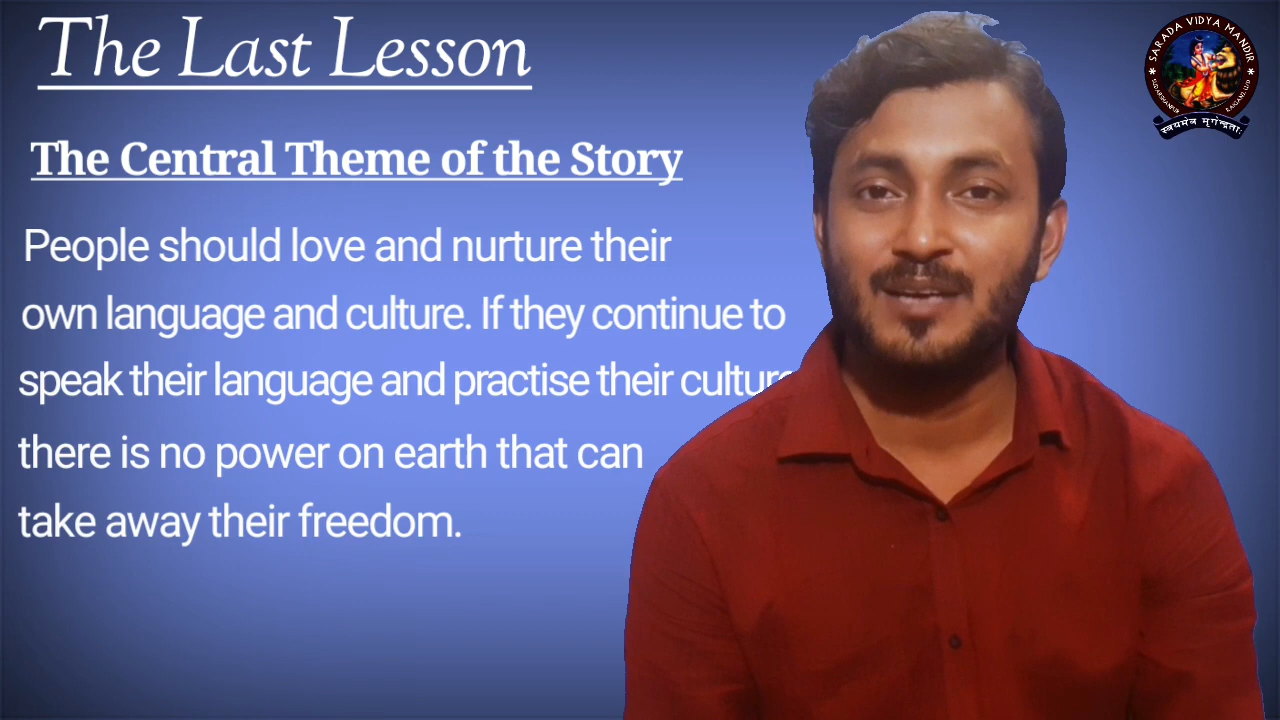 The Last Lesson
The Central Theme of the Story
People should love and nurture their
own language and culture. If they continue to
speak their language and practise their culture
there is no power on earth that can
take away their freedom.
SARADA VIDYA MANDIR